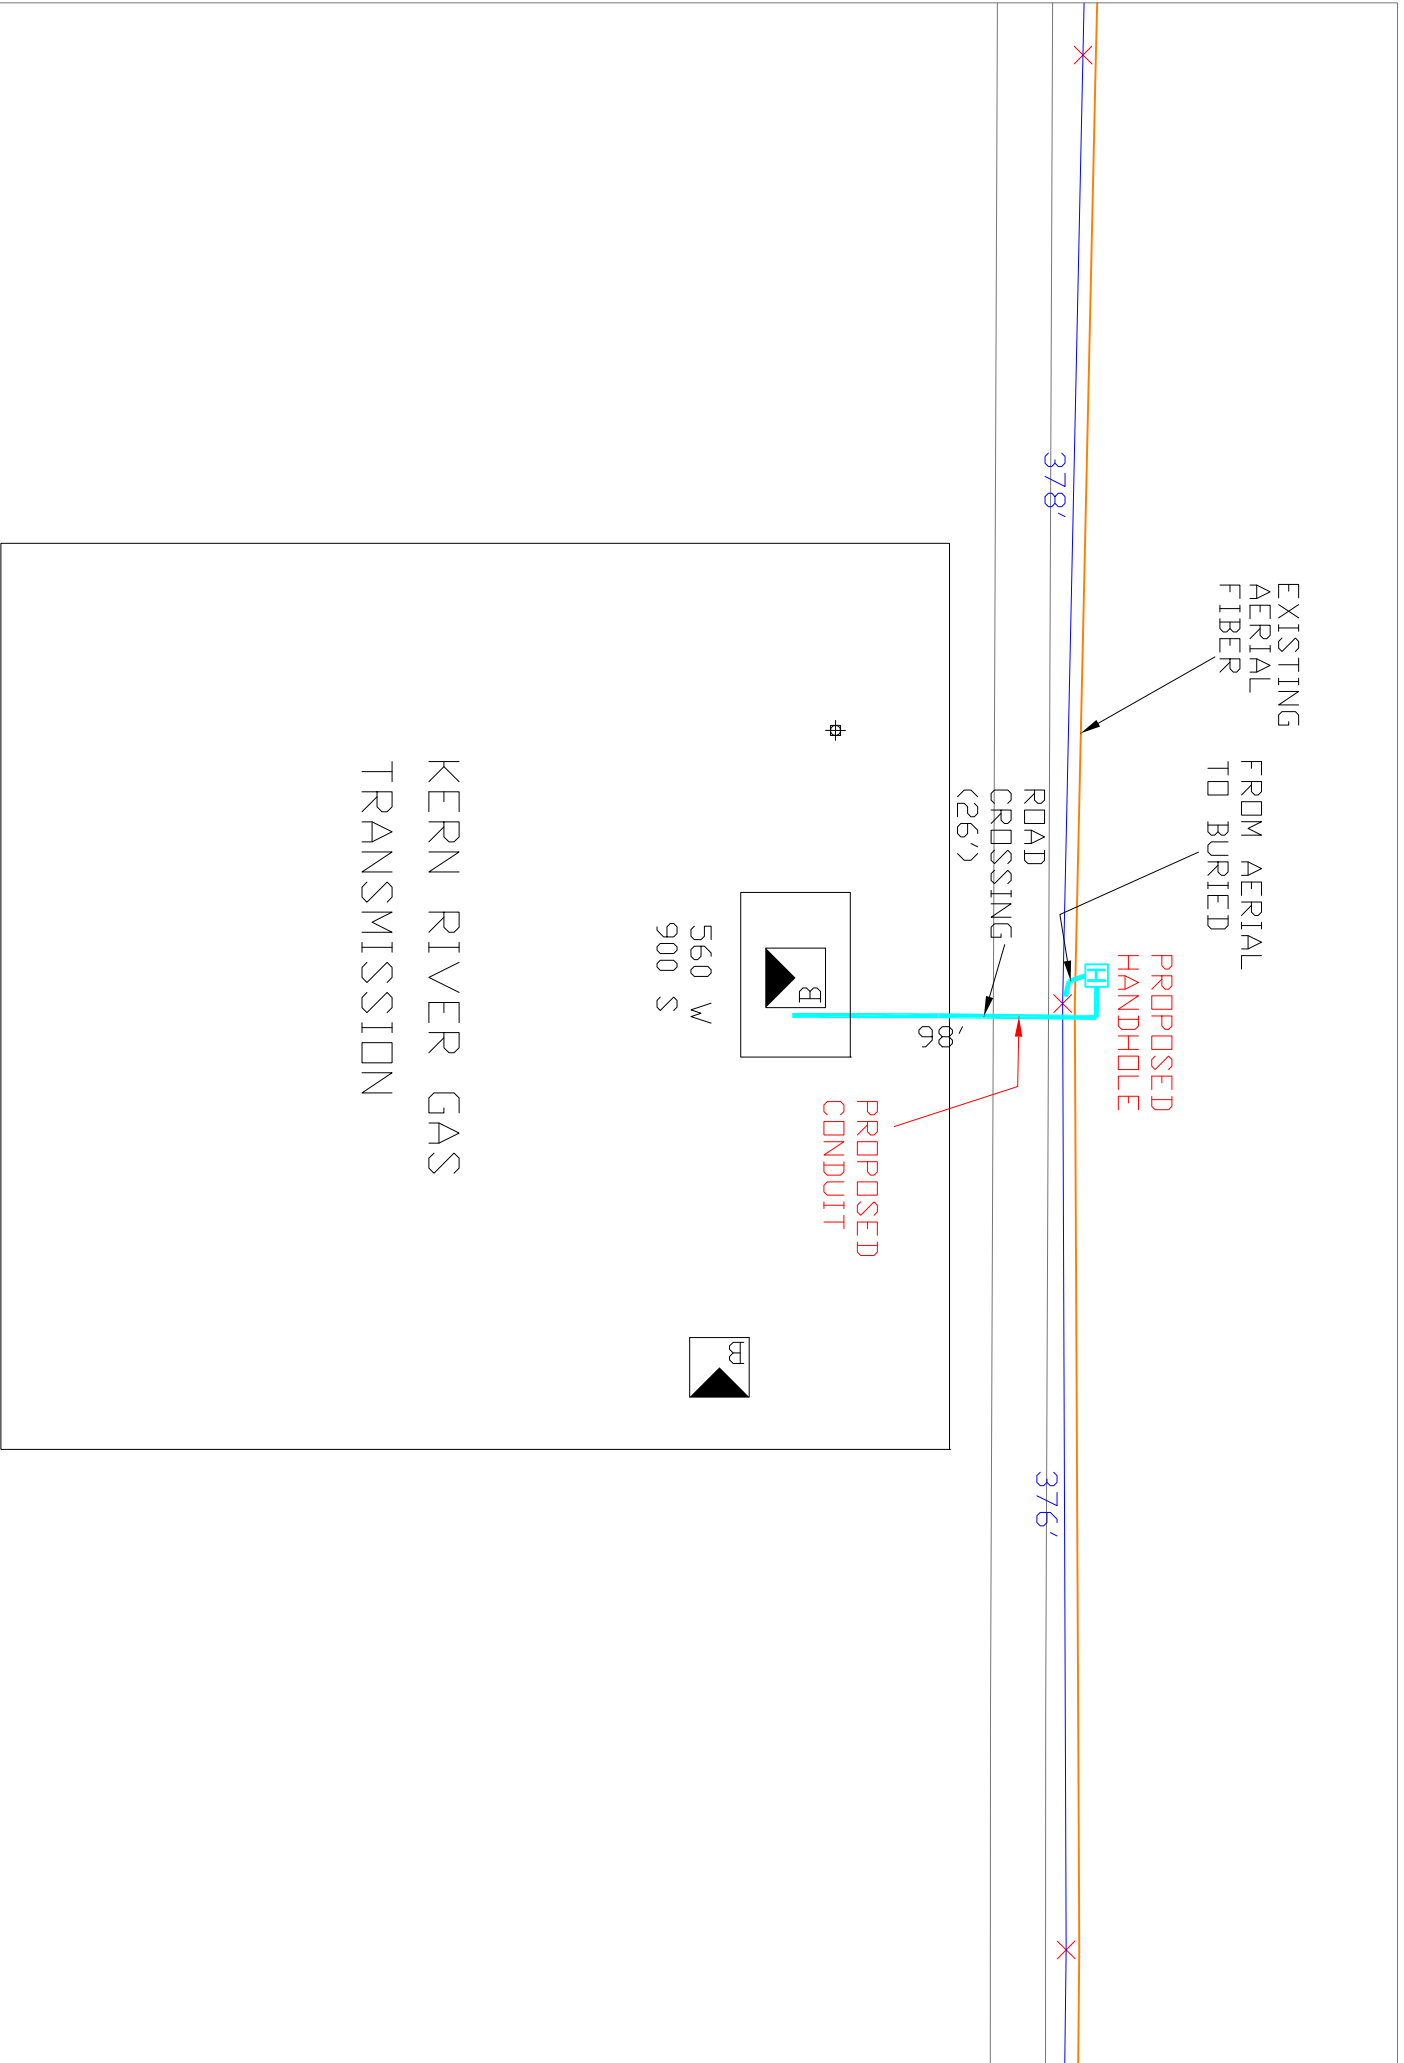 EXISTING
AERIAL
FIBER
FROM AERIAL
TO BURIED
PROPOSED
HANDHOLE
H
378'
376'
ROAD
CROSSING
(26')
98'
PROPOSED
CONDUIT
B
560 W
900 S
B
KERN RIVER GAS
TRANSMISSION